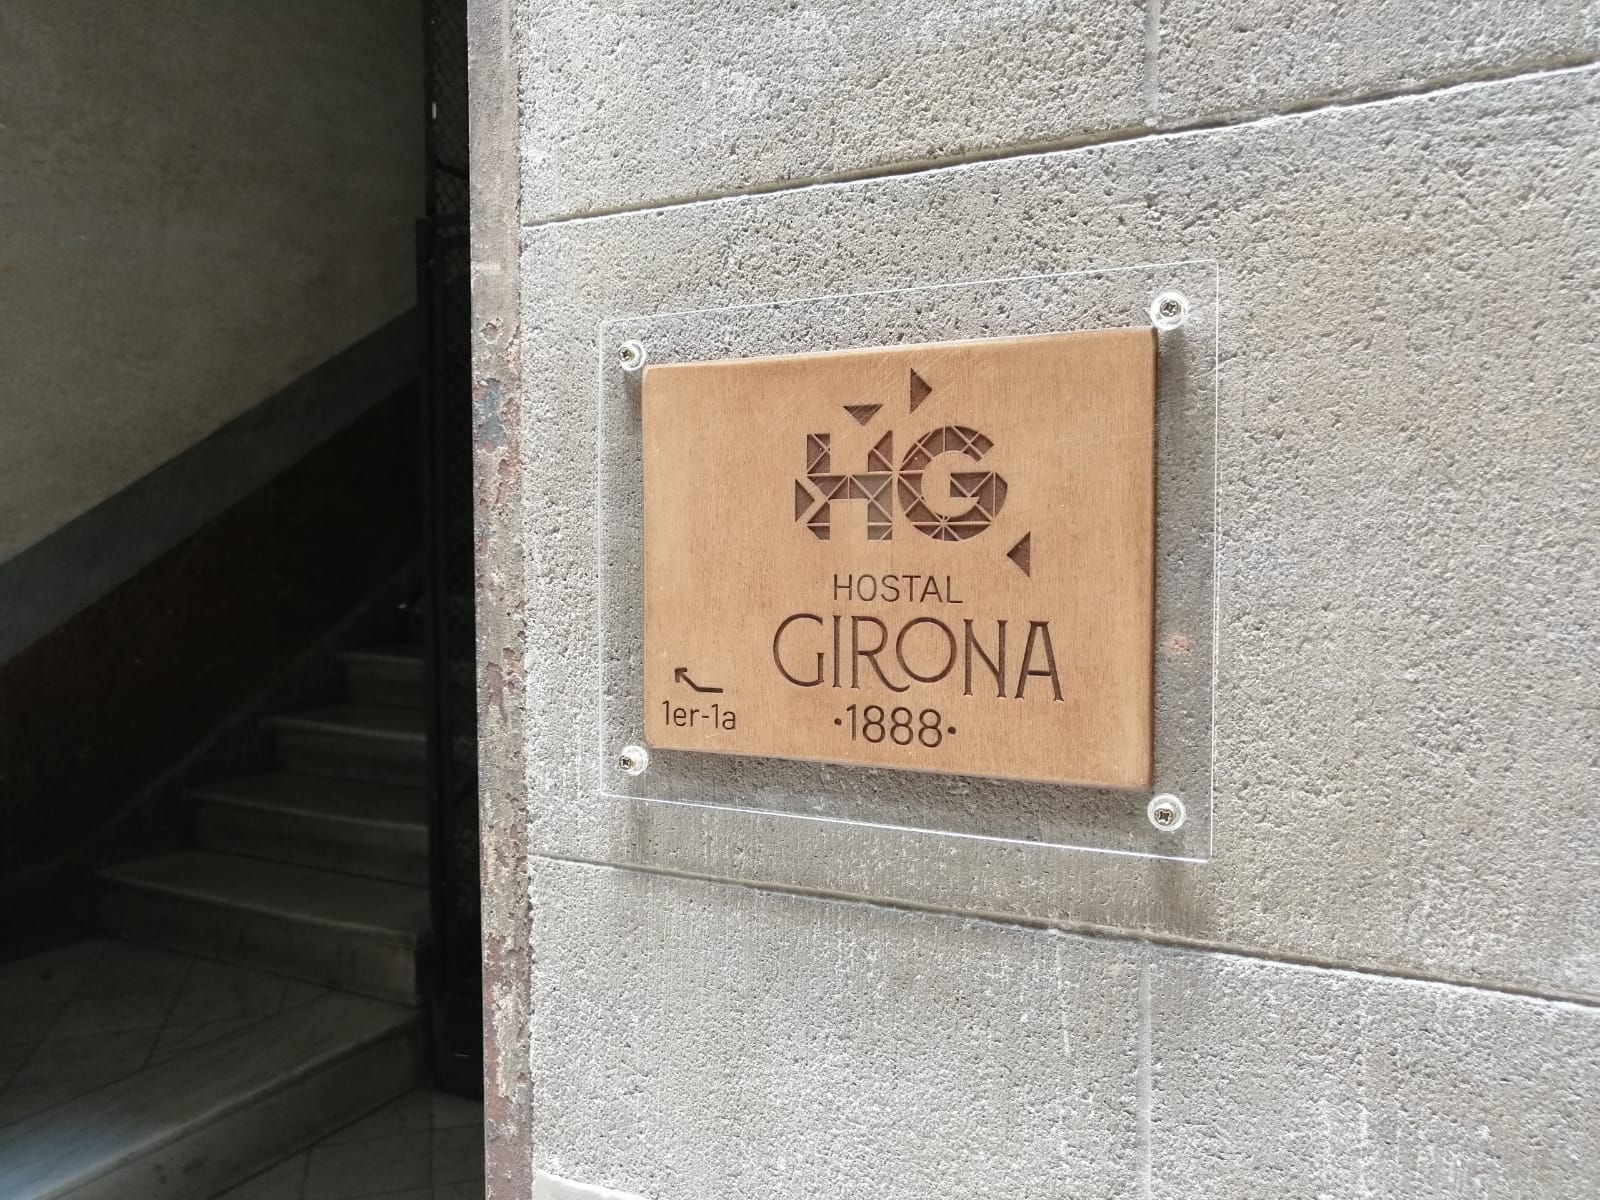 HG
HOSTAL
GIRONA
·1888·
1er-1a